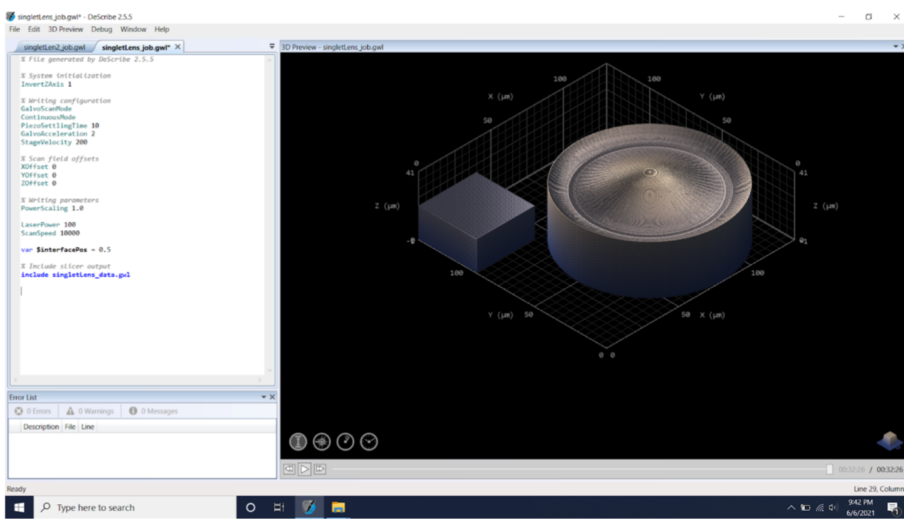 singletLens_job.gwl* - DeScribe 2.5.5
File Edit 3D Preview Debug Window Help
singletLen2_job.gwl singletLens_job.gwl* 3D Preview - singletLens_job.gwl
% File generated by DeScribe 2.5.5
% System initialization
InvertZAxis 1
% Writing configuration
GalvoScanMode
ContinuousMode
PiezoSettlingTime 10
GalvoAcceleration 2
StageVelocity 200
% Scan field offsets
XOffset 0
YOffset 0
ZOffset 0
% Writing parameters
PowerScaling 1.0
LaserPower 100
ScanSpeed 10000
var $interfacePos = 0.5
% Include slicer output
include singletLens_data.gwl
100 100
X (µm) Y (µm)
50 50
0 0
41 41
Z (µm) Z (µm)
100 100
Y (µm) 50 50 X (µm)
0 0
Error List
0 Errors 0 Warnings 0 Messages
Description File Line
00:32:26 / 00:32:26
Ready Line 29, Column
Type here to search
9:42 PM
6/6/2021